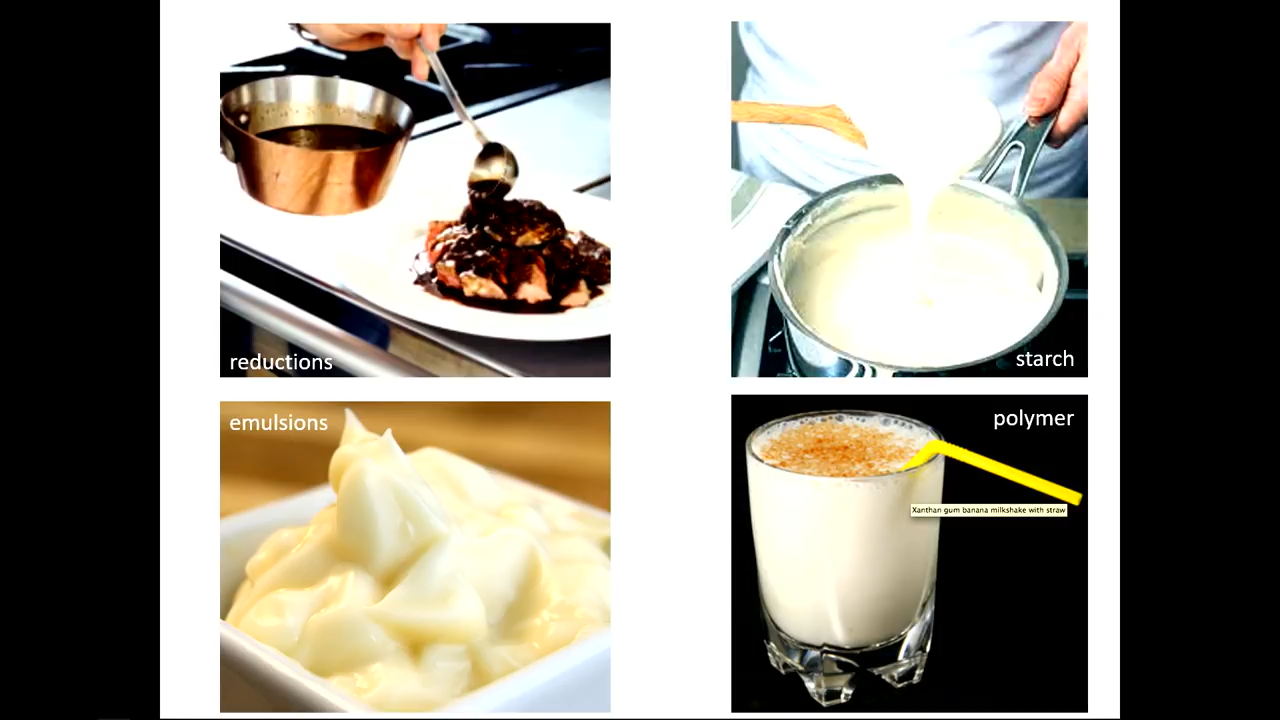 reductions
starch
emulsions
polymer
Xanthan gum banana milkshake with straw